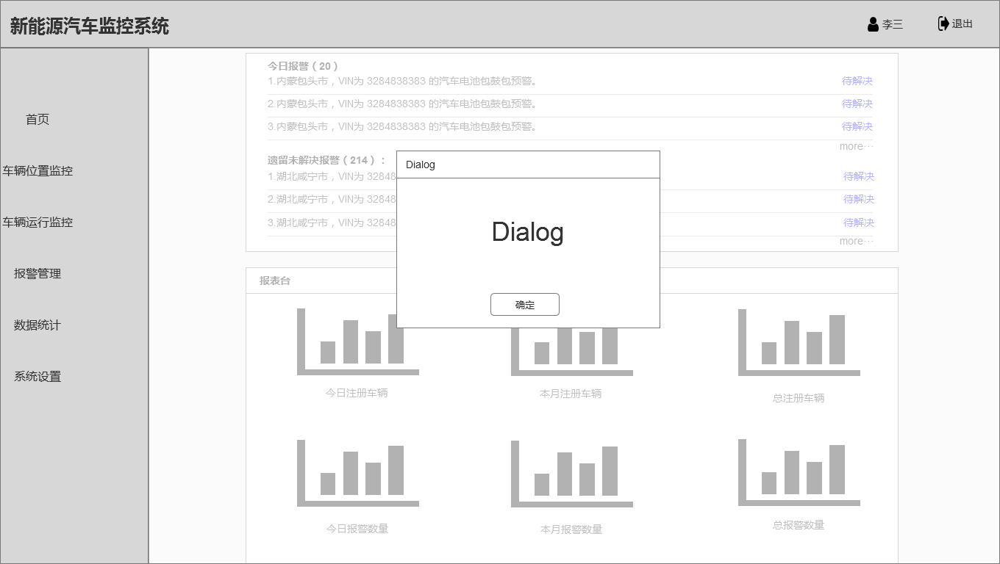 新能源汽车监控系统
李三
退出
首页
车辆位置监控
车辆运行监控
报警管理
数据统计
系统设置
今日报警（20 ）
1.内蒙包头市，VIN为 3284838383 的汽车电池包鼓包预警。 待解决
2.内蒙包头市，VIN为 3284838383 的汽车电池包鼓包预警。 待解决
3.内蒙包头市，VIN为 3284838383 的汽车电池包鼓包预警。 待解决
more···
遗留未解决报警（214 ）：
1.湖北咸宁市，VIN为 32848 待解决
2.湖北咸宁市，VIN为 32848 待解决
3.湖北咸宁市，VIN为 32848 待解决
more···
Dialog
Dialog
确定
报表台
今日注册车辆
本月注册车辆
总注册车辆
今日报警数量
本月报警数量
总报警数量